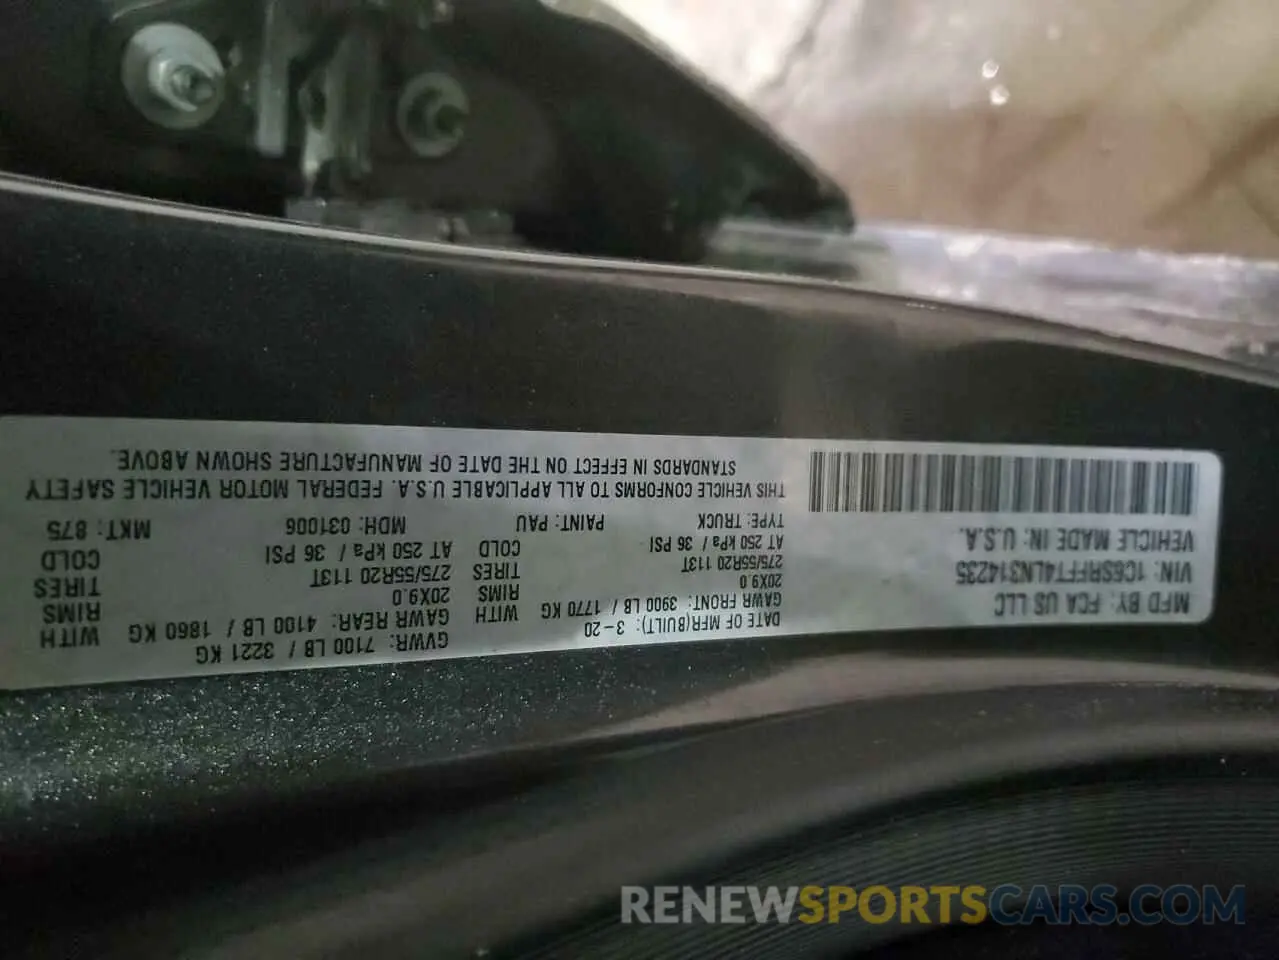 MFD BY: FCA US LLC
DATE OF MFR(BUILT): 3-20
GVWR: 7100 LB / 3221 KG
GAWR FRONT: 3900 LB / 1770 KG WITH
GAWR REAR: 4100 LB / 1860 KG WITH
VIN: 1C6SRFFT4LN314235
20X9.0 RIMS
20X9.0 RIMS
275/55R20 113T TIRES
275/55R20 113T TIRES
VEHICLE MADE IN: U.S.A.
AT 250 kPa / 36 PSI COLD
AT 250 kPa / 36 PSI COLD
TYPE: TRUCK PAINT: PAU MDH: 031006 MKT: 875
THIS VEHICLE CONFORMS TO ALL APPLICABLE U.S.A. FEDERAL MOTOR VEHICLE SAFETY
STANDARDS IN EFFECT ON THE DATE OF MANUFACTURE SHOWN ABOVE.
RENEWSPORTSCARS.COM